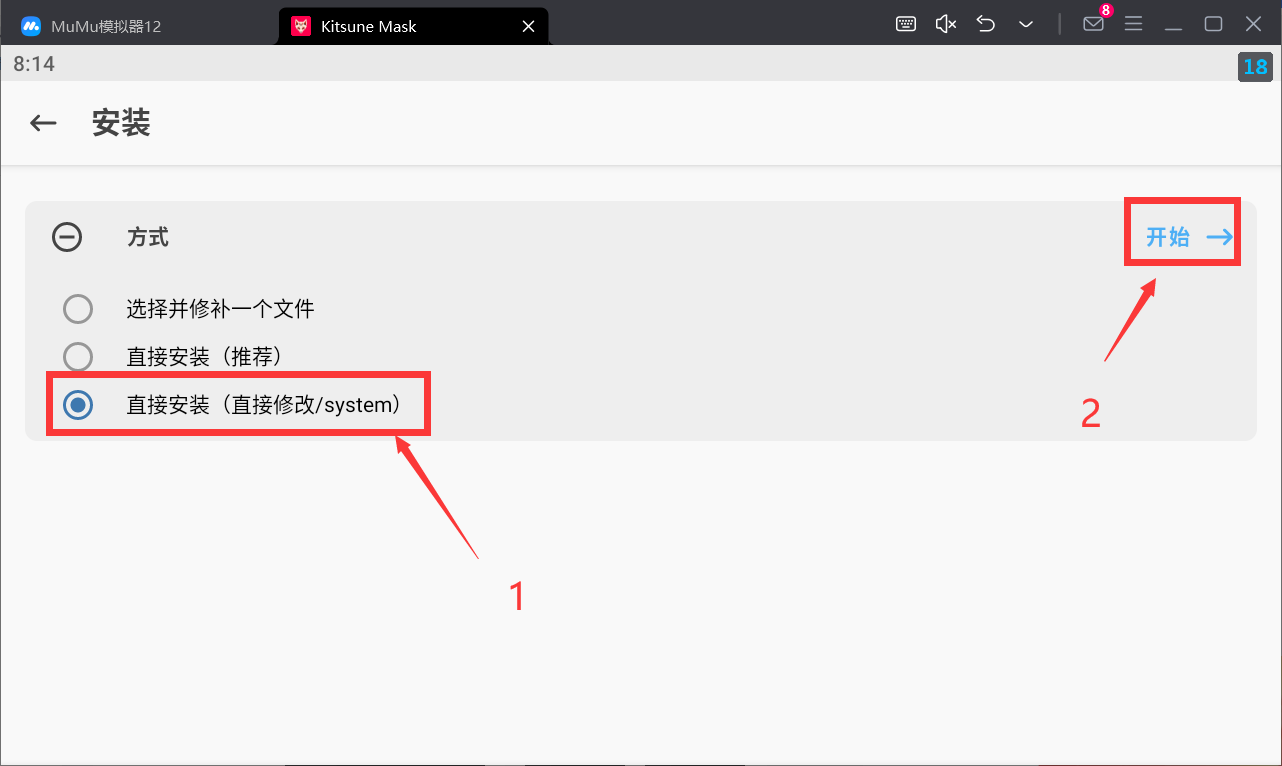 MuMu模拟器12
Kitsune Mask
8
8:14
18
安装
方式
开始
选择并修补一个文件
直接安装（推荐）
直接安装（直接修改/system）
2
1